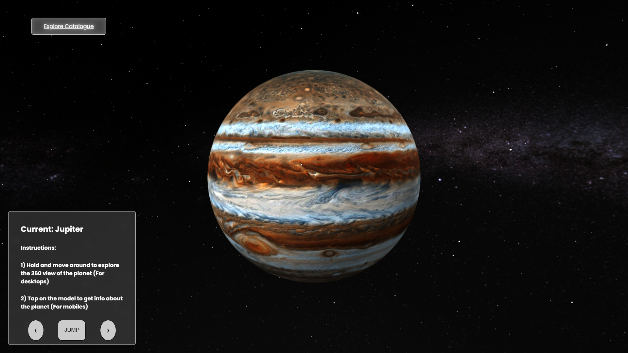 Explore Catalogue
Current: Jupiter
Instructions:
1) Hold and move around to explore
the 260 view of the planet (For
desktops)
2) Tap on the model to get info about
the planet (For mobiles)
‹ JUMP ›